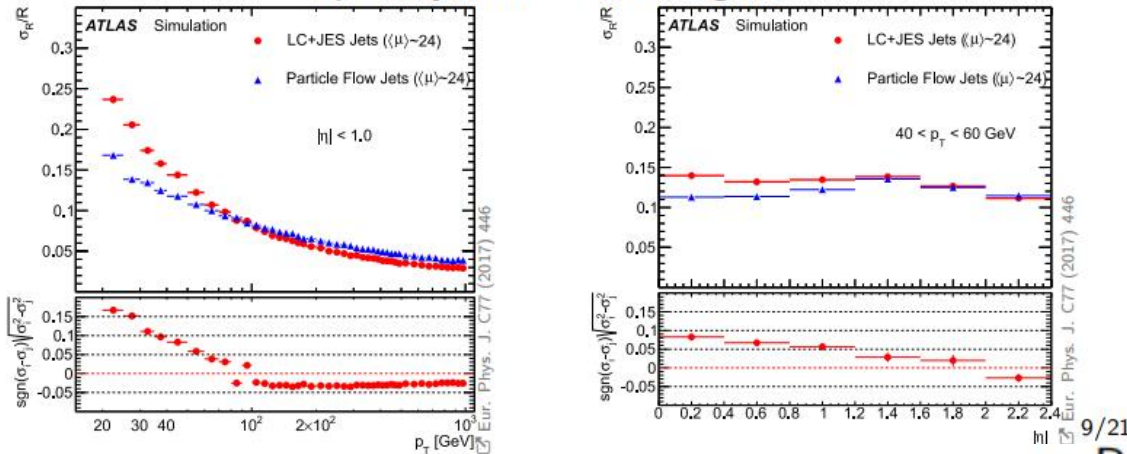 σR/R
ATLAS Simulation
LC+JES Jets (⟨μ⟩~24)
Particle Flow Jets (⟨μ⟩~24)
|η| < 1.0
0.3
0.25
0.2
0.15
0.1
0.05
sgn(σi-σj)√σi²-σj²
0.15
0.1
0.05
0
-0.05
20 30 40 10² 2×10² 10³
pT [GeV]
Eur. Phys. J. C77 (2017) 446
σR/R
ATLAS Simulation
LC+JES Jets (⟨μ⟩~24)
Particle Flow Jets (⟨μ⟩~24)
40 < pT < 60 GeV
0.3
0.25
0.2
0.15
0.1
0.05
sgn(σi-σj)√σi²-σj²
0.15
0.1
0.05
0
-0.05
0 0.2 0.4 0.6 0.8 1 1.2 1.4 1.6 1.8 2 2.2 2.4
|η|
Eur. Phys. J. C77 (2017) 446
9/21